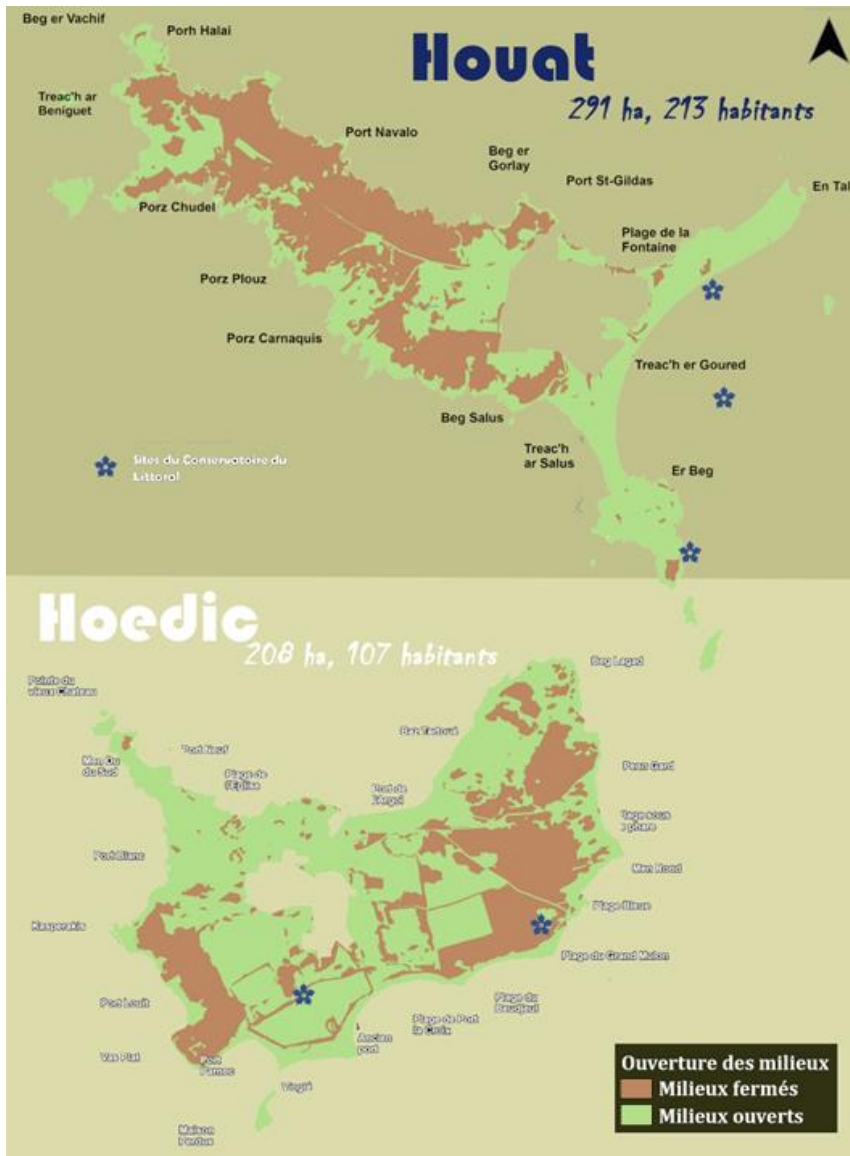 Beg er Vachif
Porh Halai
Houat
291 ha, 213 habitants
Treac'h ar
Beniguet
Port Navalo
Beg er
Gorlay
Port St-Gildas
En Tal
Porz Chudel
Plage de la
Fontaine
Porz Plouz
Porz Carnaquis
Treac'h er Goured
Beg Salus
Treac'h
ar Salus
Er Beg
Sites du Conservatoire du
Littoral
Hoedic
208 ha, 107 habitants
Beg Lagad
Pointe du
vieux Chateau
Port Neuf
Men Du
du Sud
Plage de
l'Eglise
Port de
l'Argol
Port Blanc
Men Rond
Plage Bleue
Kasperakis
Plage du Grand Mulon
Port Louit
Plage du
Plage de Port
la Croix
Ancien
port
Vas Plat
Port
Maison
Perdus
Ouverture des milieux
Milieux fermés
Milieux ouverts